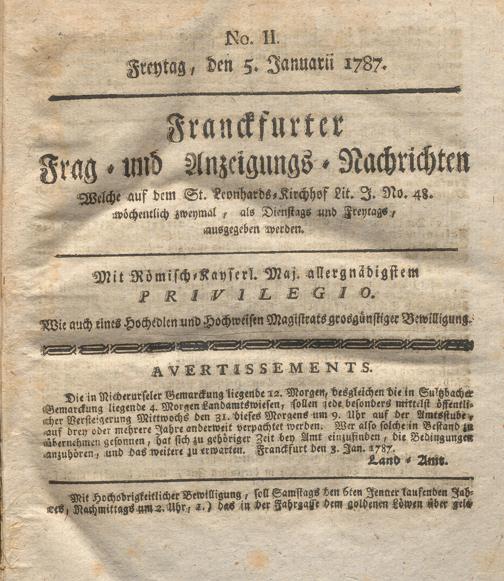 No. II.
Freytag, den 5. Januarii 1787.
Franckfurter
Frag - und Anzeigungs - Nachrichten
Welche auf dem St. Leonhards-Kirchhof Lit. J. No. 48.
wöchentlich zweymal, als Dienstags und Freytags,
ausgegeben werden.
Mit Römisch-Kayserl. Maj. allergnädigstem
PRIVILEGIO.
Wie auch eines Hochedlen und Hochweisen Magistrats grosgünstiger Bewilligung.
AVERTISSEMENTS.
Die in Niederurseler Gemarckung liegende 12. Morgen, desgleichen die in Sultzbacher
Gemarckung liegende 4. Morgen Landamtswiesen, sollen jede besonders mittelst öffentli-
cher Versteigerung Mittwochs den 31. dieses Morgens um 9. Uhr auf der Amtsstube,
auf drey oder mehrere Jahre anderweit verpachtet werden. Wer also solche in Bestand zu
übernehmen gesonnen, hat sich zu gehöriger Zeit bey Amt einzufinden, die Bedingungen
anzuhören, und das weitere zu erwarten. Franckfurt den 3. Jan. 1787.
Land - Amt.
Mit Hochobrigkeitlicher Bewilligung, soll Samstags den 6ten Jenner laufenden Jah-
res, Nachmittags um 2. Uhr, 1.) das in der Fahrgasse dem goldenen Löwen über gele-